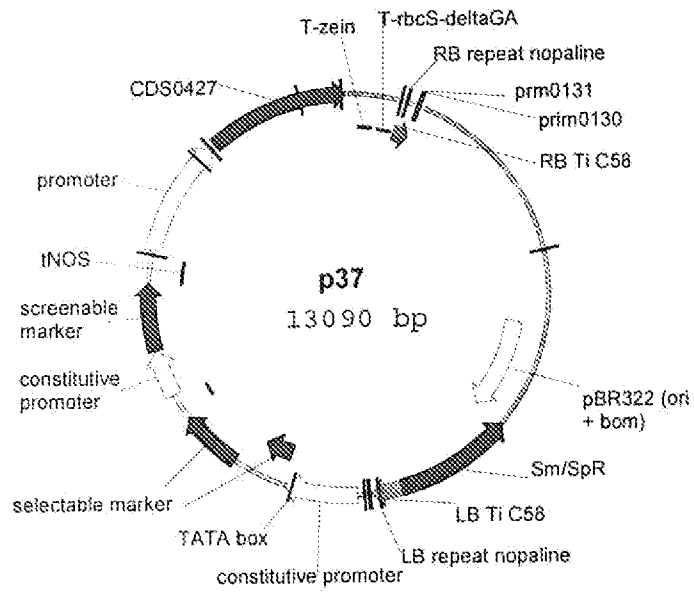 T-zein
T-rbcS-deltaGA
RB repeat nopaline
CDS0427
prm0131
prim0130
RB Ti C58
promoter
tNOS
p37
13090 bp
screenable
marker
constitutive
promoter
pBR322 (ori
+ bom)
Sm/SpR
selectable marker
LB Ti C58
TATA box
LB repeat nopaline
constitutive promoter